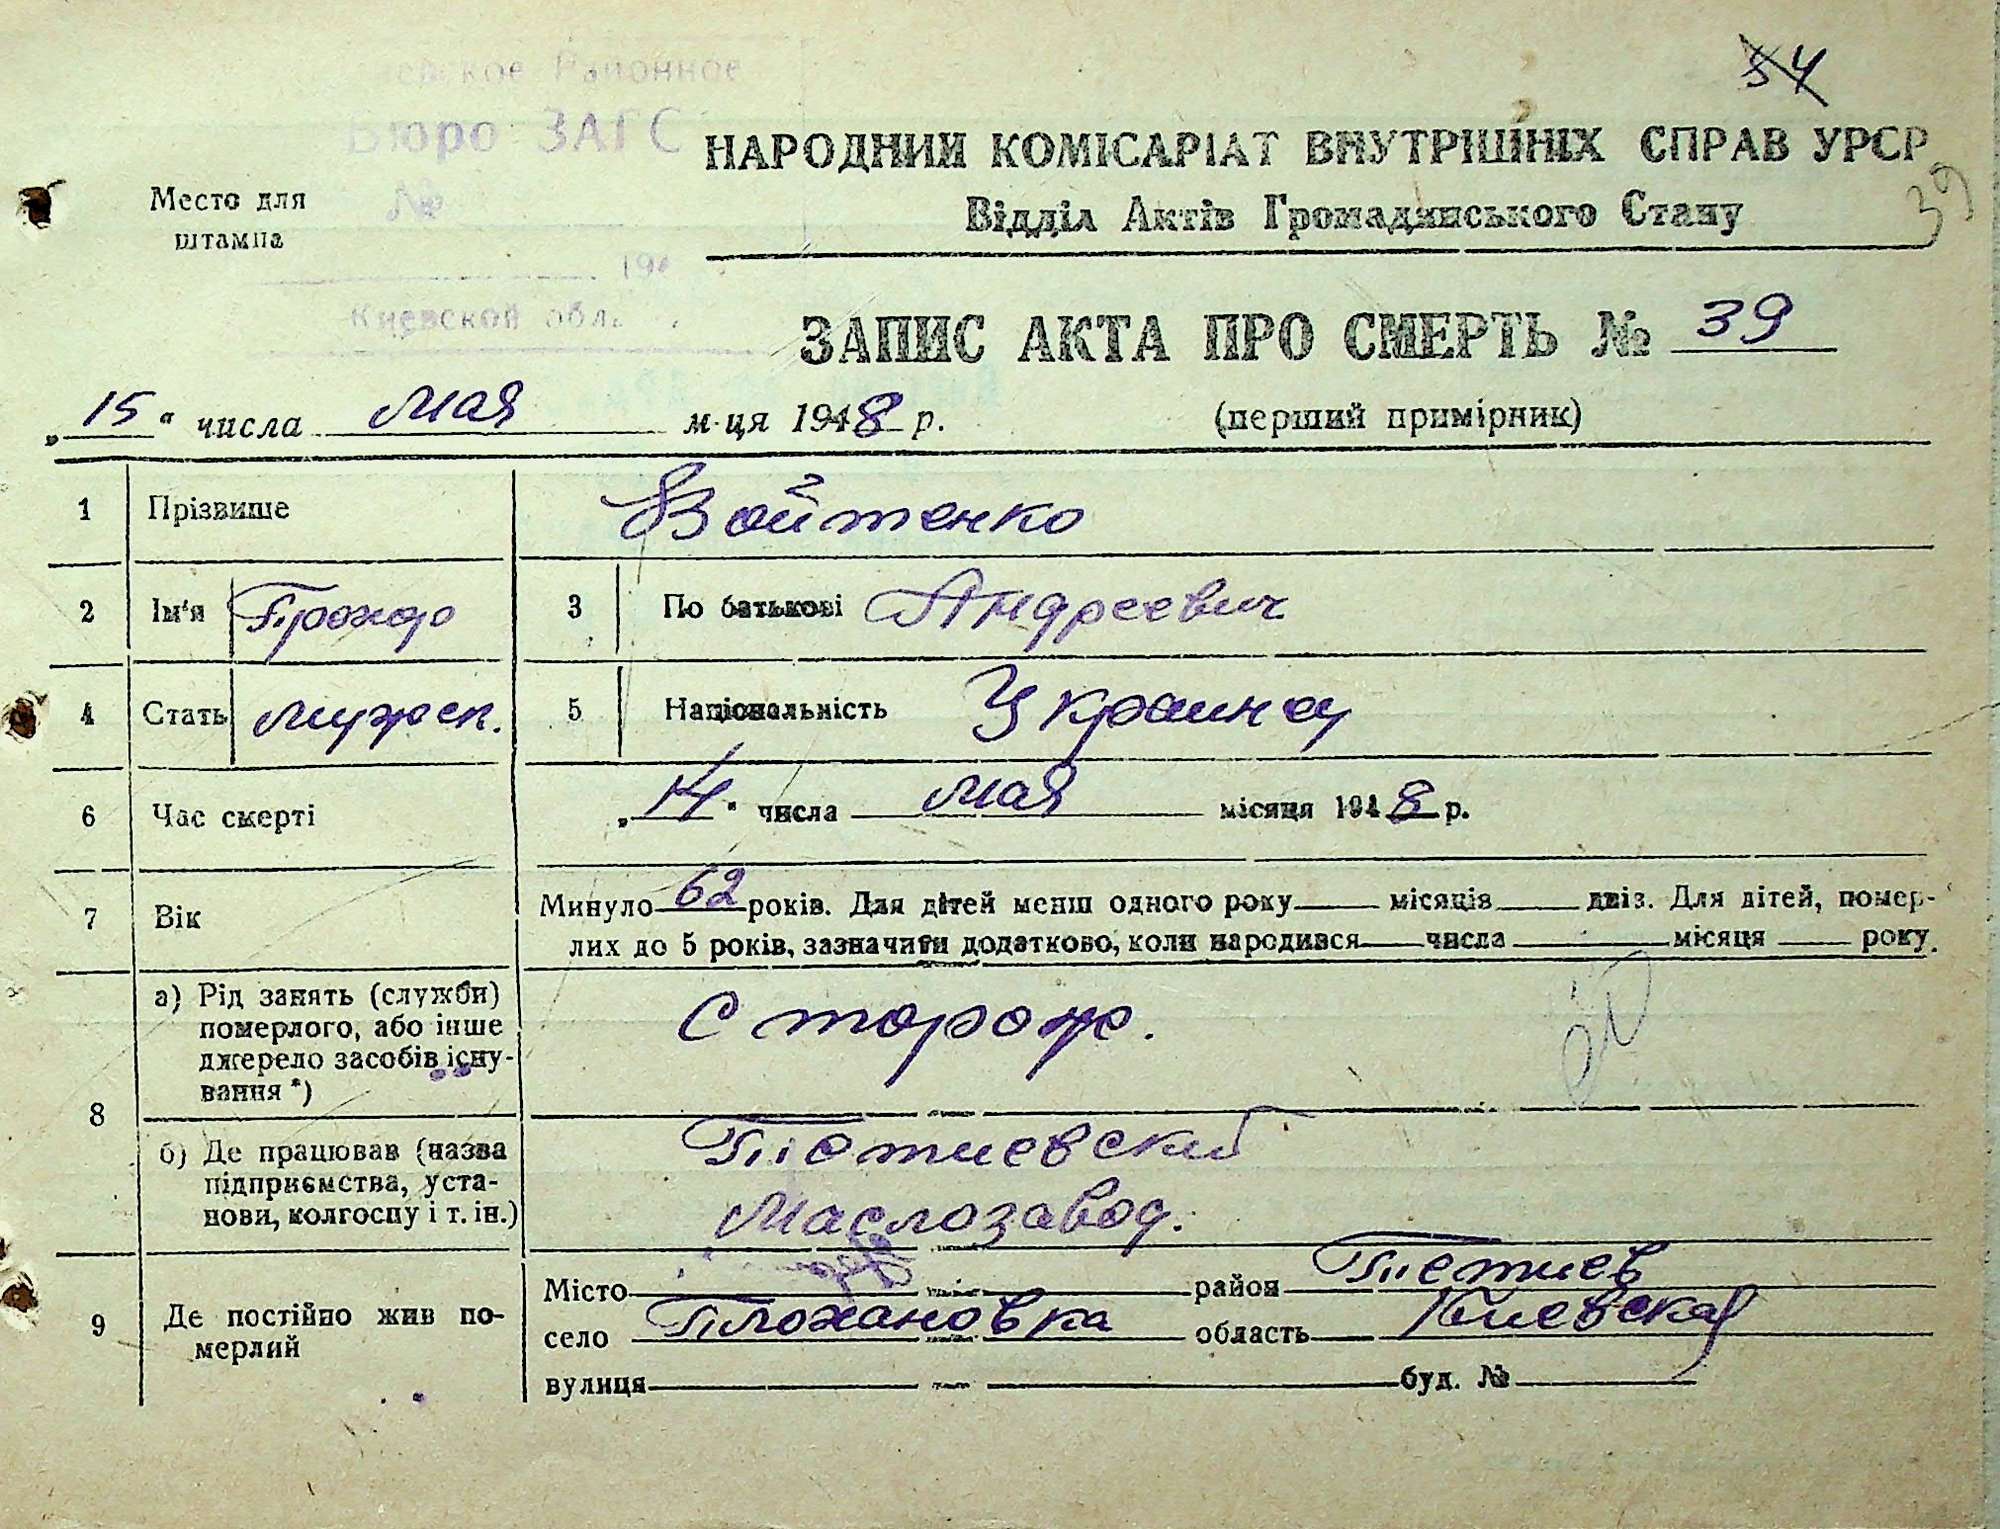 Районное
54
Бюро ЗАГС
НАРОДНИЙ КОМІСАРІАТ ВНУТРІШНІХ СПРАВ УРСР
39
Место для штампа
№
Відділ Актів Громадянського Стану
194
Киевской обл.
ЗАПИС АКТА ПРО СМЕРТЬ № 39
„15“ числа Мая м-ця 1948 р. (перший примірник)
1 Прізвище Войтенко
2 Ім'я 3 По батькові Андреевич
4 Стать мужск. 5 Національність Украинец
6 Час смерті „14“ числа мая місяця 1948 р.
7 Вік Минуло 62 років. Для дітей менш одного року місяців днів. Для дітей, помер-
лих до 5 років, зазначити додатково, коли народився числа місяця року.
8 а) Рід занять (служби)
померлого, або інше
джерело засобів існу-
вання *)
Сторож.
б) Де працював (назва
підприємства, уста-
нови, колгоспу і т. ін.)
Тетиевский
Маслозавод.
9 Де постійно жив по-
мерлий
Місто район Тетиев
село область Киевская
вулиця буд. №